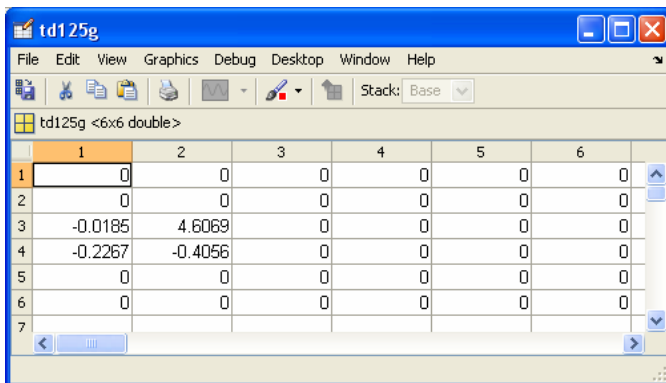 td125g
File Edit View Graphics Debug Desktop Window Help
Stack: Base
td125g <6x6 double>
1 2 3 4 5 6
1 0 0 0 0 0 0
2 0 0 0 0 0 0
3 -0.0185 4.6069 0 0 0 0
4 -0.2267 -0.4056 0 0 0 0
5 0 0 0 0 0 0
6 0 0 0 0 0 0
7